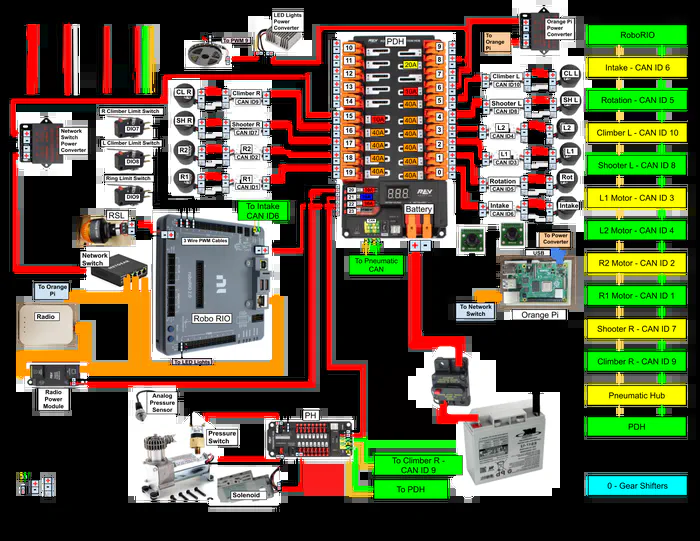 LED Lights
Power
Converter
To PWM 9
LED
PDH
REV
To
Orange
Pi
Orange Pi
Power
Converter
RoboRIO
Intake - CAN ID 6
Rotation - CAN ID 5
Climber L - CAN ID 10
Shooter L - CAN ID 8
L1 Motor - CAN ID 3
L2 Motor - CAN ID 4
R2 Motor - CAN ID 2
R1 Motor - CAN ID 1
Shooter R - CAN ID 7
Climber R - CAN ID 9
Pneumatic Hub
PDH
0 - Gear Shifters
10
11
12
13
14
15
16
17
18
19
9
8
7
6
5
4
3
2
1
0
20A
10A
10A
40A
40A
40A
40A
40A
40A
40A
40A
20
21
22
23
CL R
Climber R
CAN ID9
SH R
Shooter R
CAN ID7
R2
R2
CAN ID2
R1
R1
CAN ID1
Climber L
CAN ID10
CL L
Shooter L
CAN ID8
SH L
L2
CAN ID4
L2
L1
CAN ID3
L1
Rotation
CAN ID5
Rot
Intake
CAN ID6
Intake
R Climber Limit Switch
DIO7
L Climber Limit Switch
DIO8
Ring Limit Switch
DIO9
Network
Switch
Power
Converter
RSL
To Intake
CAN ID6
3 Wire PWM Cables
Robo RIO
To LED Lights
Network
Switch
To Orange
Pi
Radio
Radio
Power
Module
REV
Battery
To Pneumatic
CAN
To Power
Converter
USB
To Network
Switch
Orange Pi
Analog
Pressure
Sensor
Pressure
Switch
PH
Solenoid
To Climber R -
CAN ID 9
To PDH